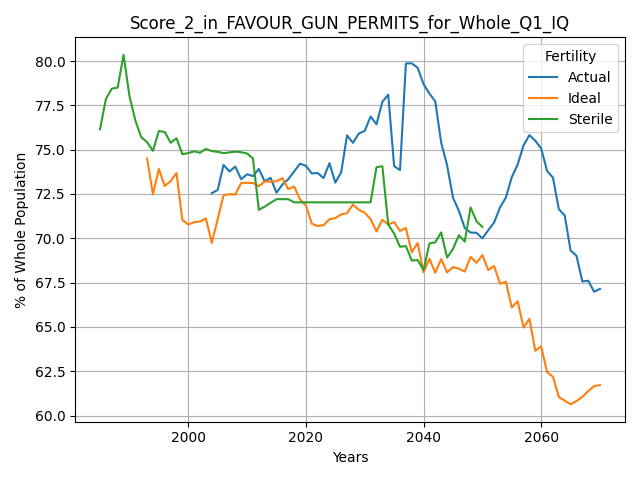 Score_2_in_FAVOUR_GUN_PERMITS_for_Whole_Q1_IQ
Fertility
Actual
Ideal
Sterile
% of Whole Population
80.0
77.5
75.0
72.5
70.0
67.5
65.0
62.5
60.0
2000
2020
2040
2060
Years